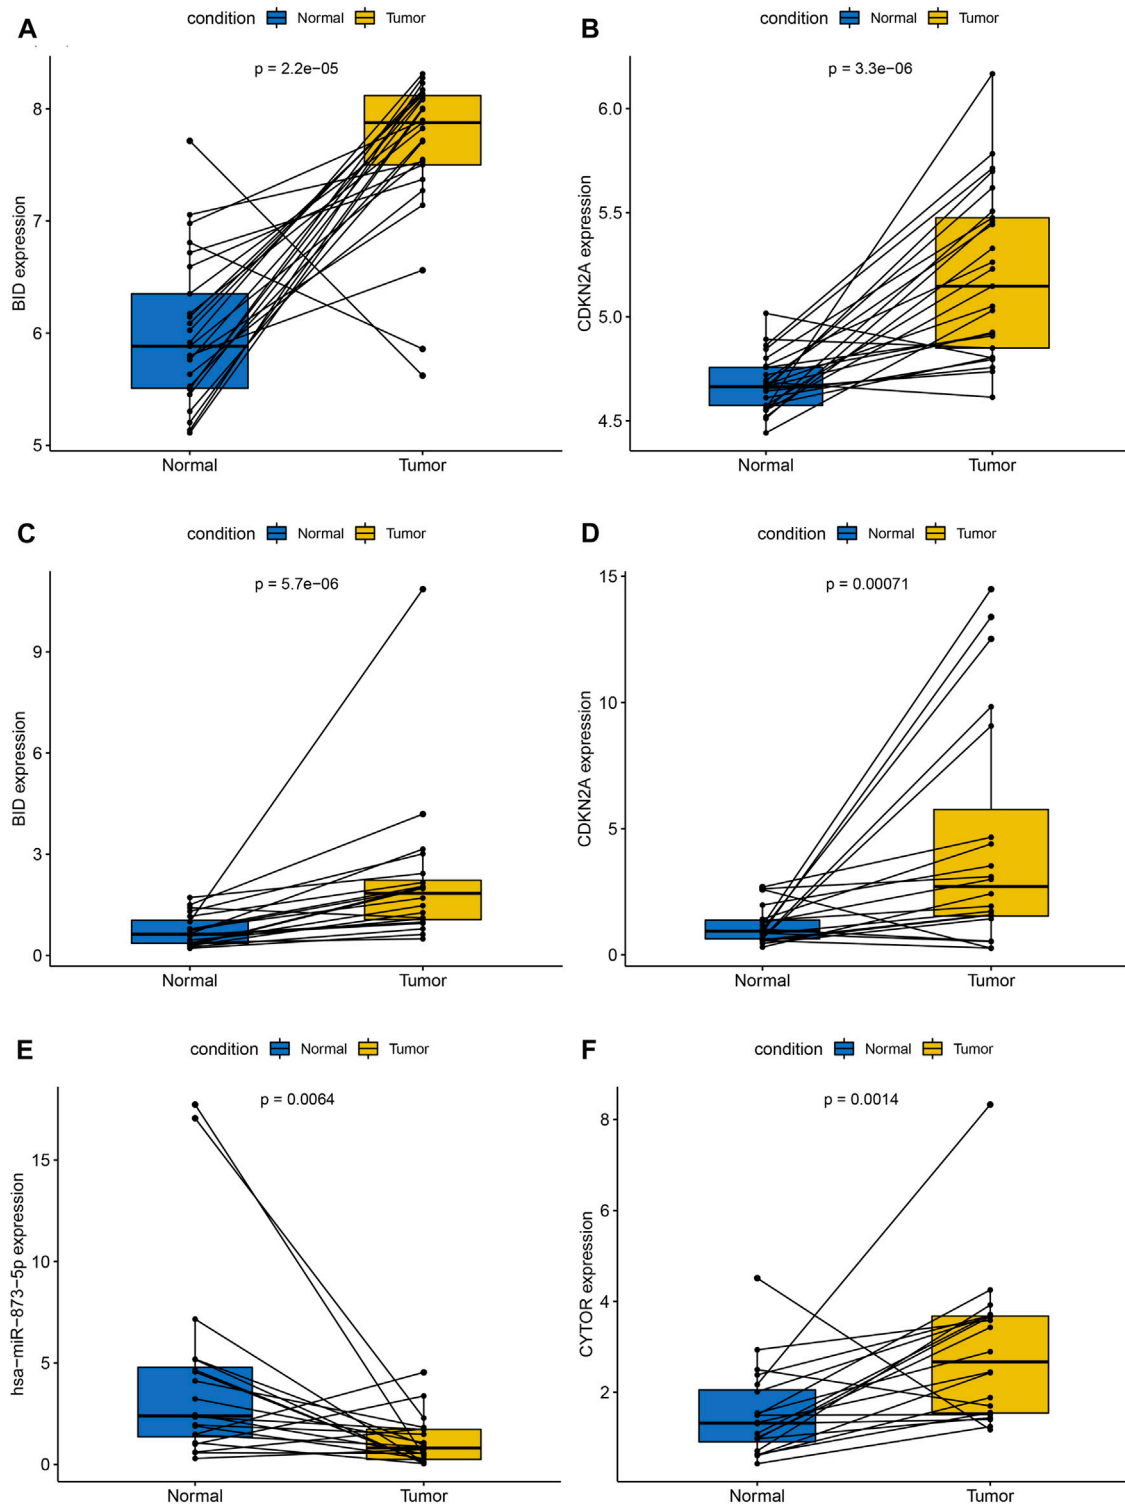 A
condition Normal Tumor
p = 2.2e−05
BID expression
8
7
6
5
Normal Tumor
B
condition Normal Tumor
p = 3.3e−06
CDKN2A expression
6.0
5.5
5.0
4.5
Normal Tumor
C
condition Normal Tumor
p = 5.7e−06
BID expression
9
6
3
0
Normal Tumor
D
condition Normal Tumor
p = 0.00071
CDKN2A expression
15
10
5
0
Normal Tumor
E
condition Normal Tumor
p = 0.0064
hsa−miR−873−5p expression
15
10
5
0
Normal Tumor
F
condition Normal Tumor
p = 0.0014
CYTOR expression
8
6
4
2
Normal Tumor